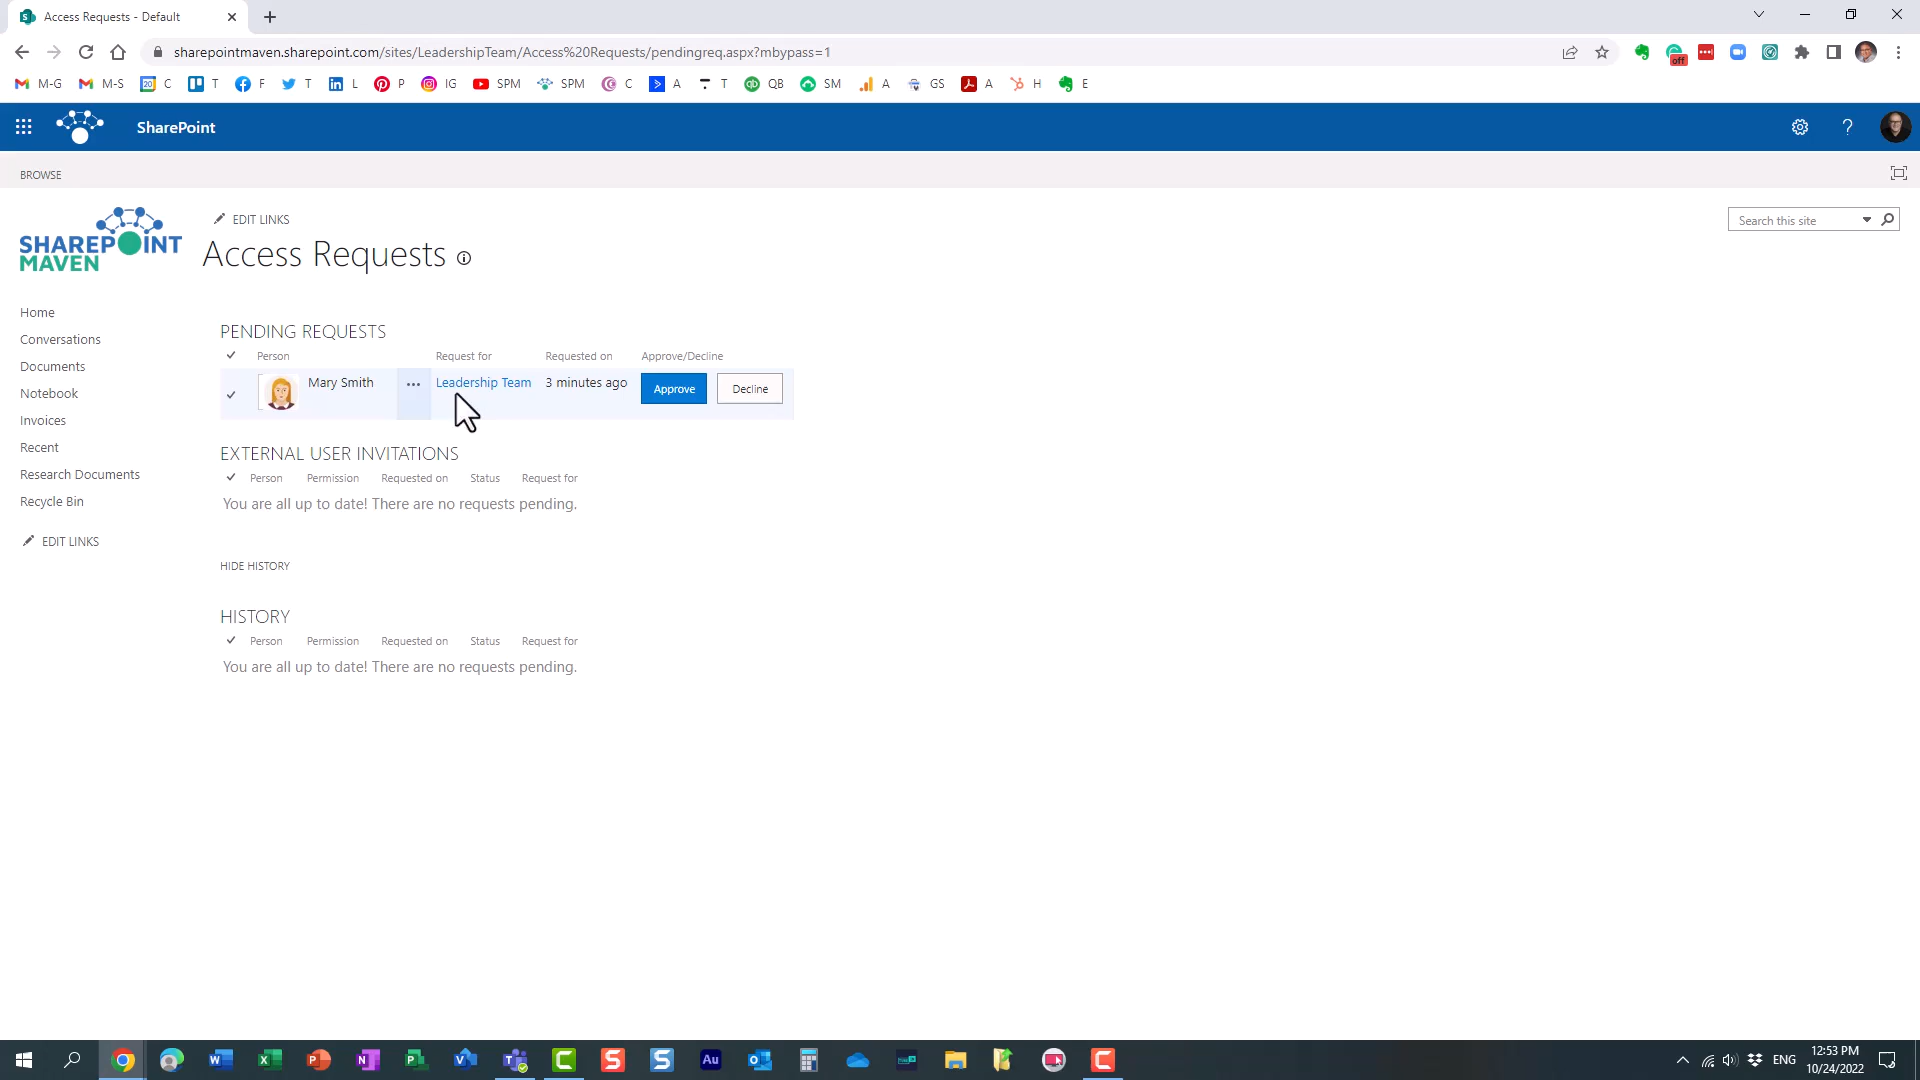 Access Requests - Default
sharepointmaven.sharepoint.com/sites/LeadershipTeam/Access%20Requests/pendingreq.aspx?mbypass=1
off
M-G M-S 20 C T F T L P IG SPM SPM C A T QB SM A GS A H E
SharePoint
BROWSE
SHAREPOINT
MAVEN
EDIT LINKS
Search this site
Access Requests
Home
Conversations
Documents
Notebook
Invoices
Recent
Research Documents
Recycle Bin
EDIT LINKS
PENDING REQUESTS
Person Request for Requested on Approve/Decline
Mary Smith ... Leadership Team 3 minutes ago Approve Decline
EXTERNAL USER INVITATIONS
Person Permission Requested on Status Request for
You are all up to date! There are no requests pending.
HIDE HISTORY
HISTORY
Person Permission Requested on Status Request for
You are all up to date! There are no requests pending.
ENG
12:53 PM
10/24/2022